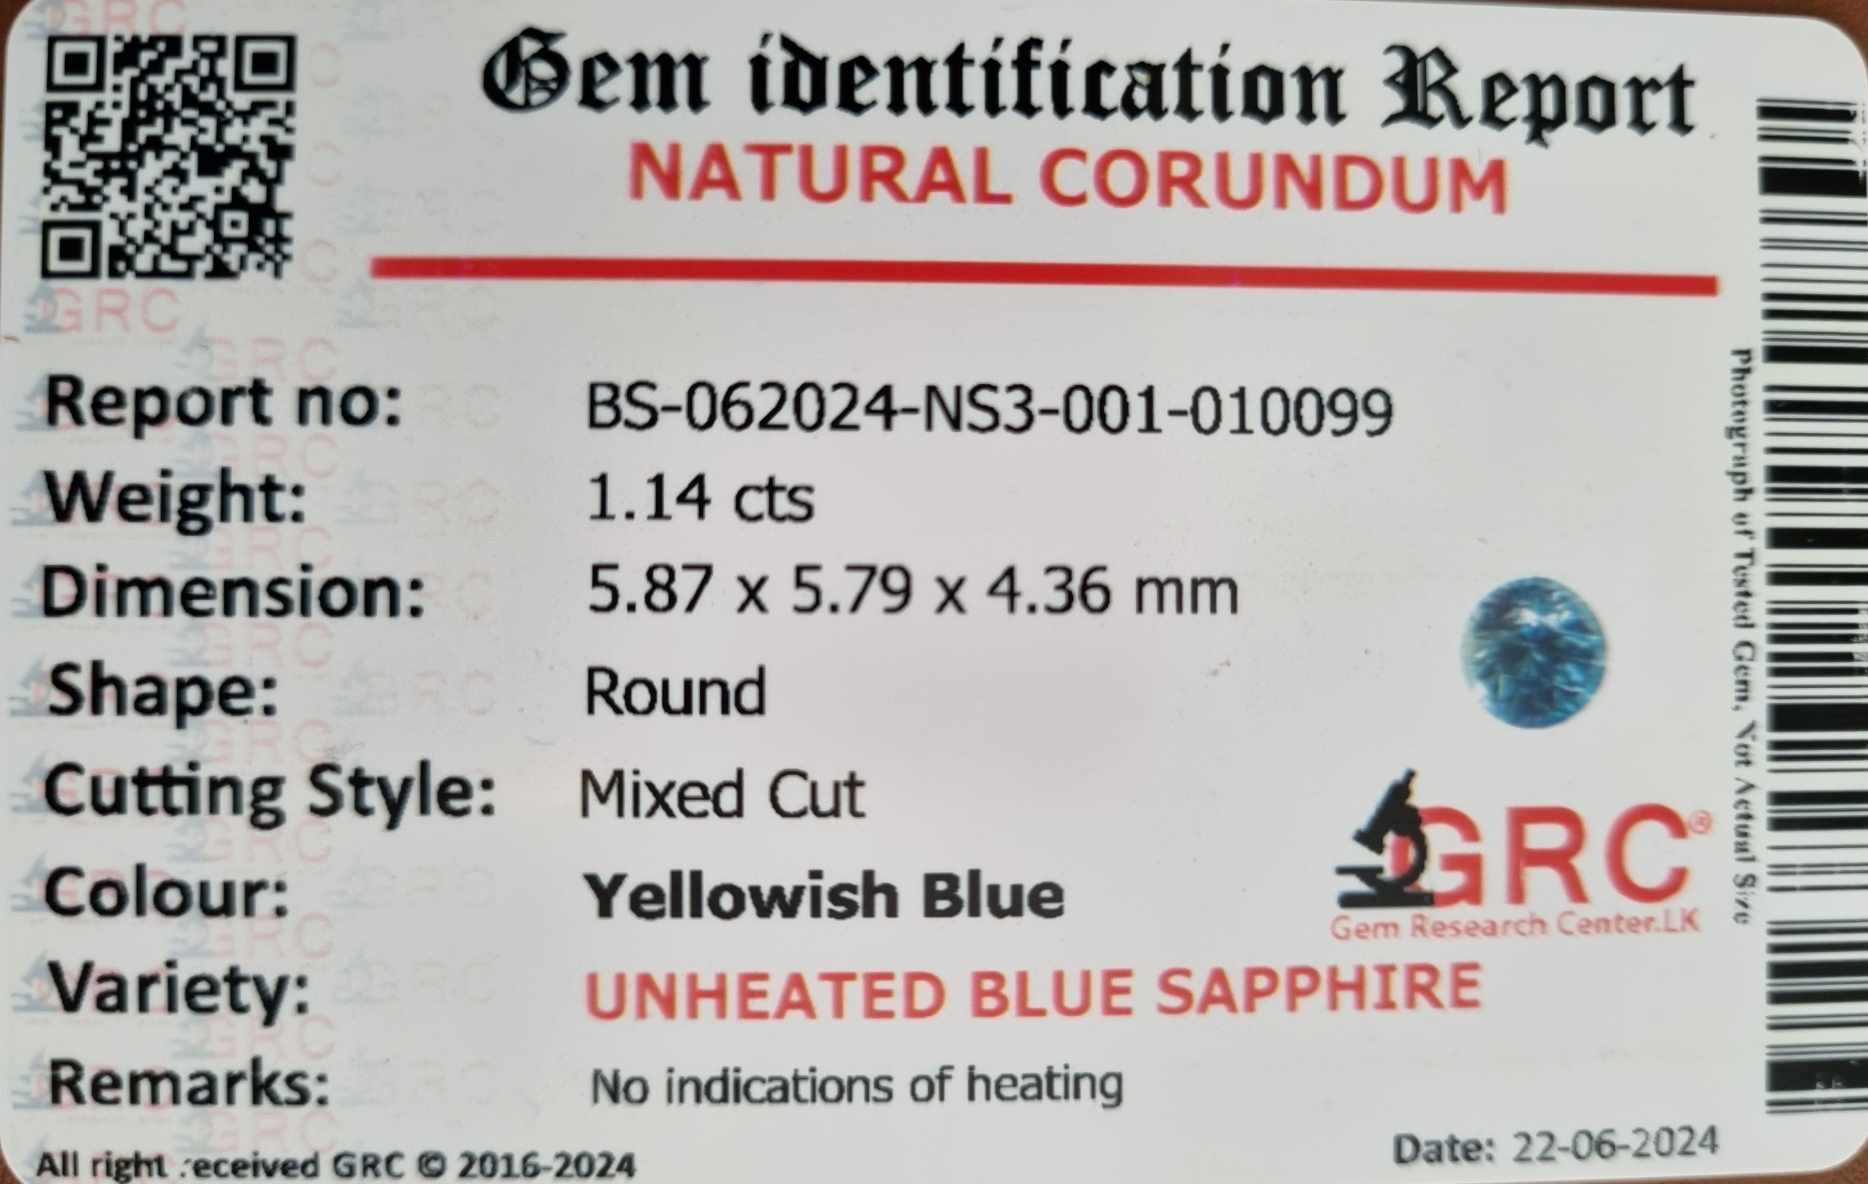 Gem identification Report
NATURAL CORUNDUM
Report no: BS-062024-NS3-001-010099
Weight: 1.14 cts
Dimension: 5.87 x 5.79 x 4.36 mm
Shape: Round
Cutting Style: Mixed Cut
Colour: Yellowish Blue
Variety: UNHEATED BLUE SAPPHIRE
Remarks: No indications of heating
Photograph of Tested Gem, Not Actual Size
GRC®
Gem Research Center.LK
Date: 22-06-2024
All right received GRC © 2016-2024
GRC